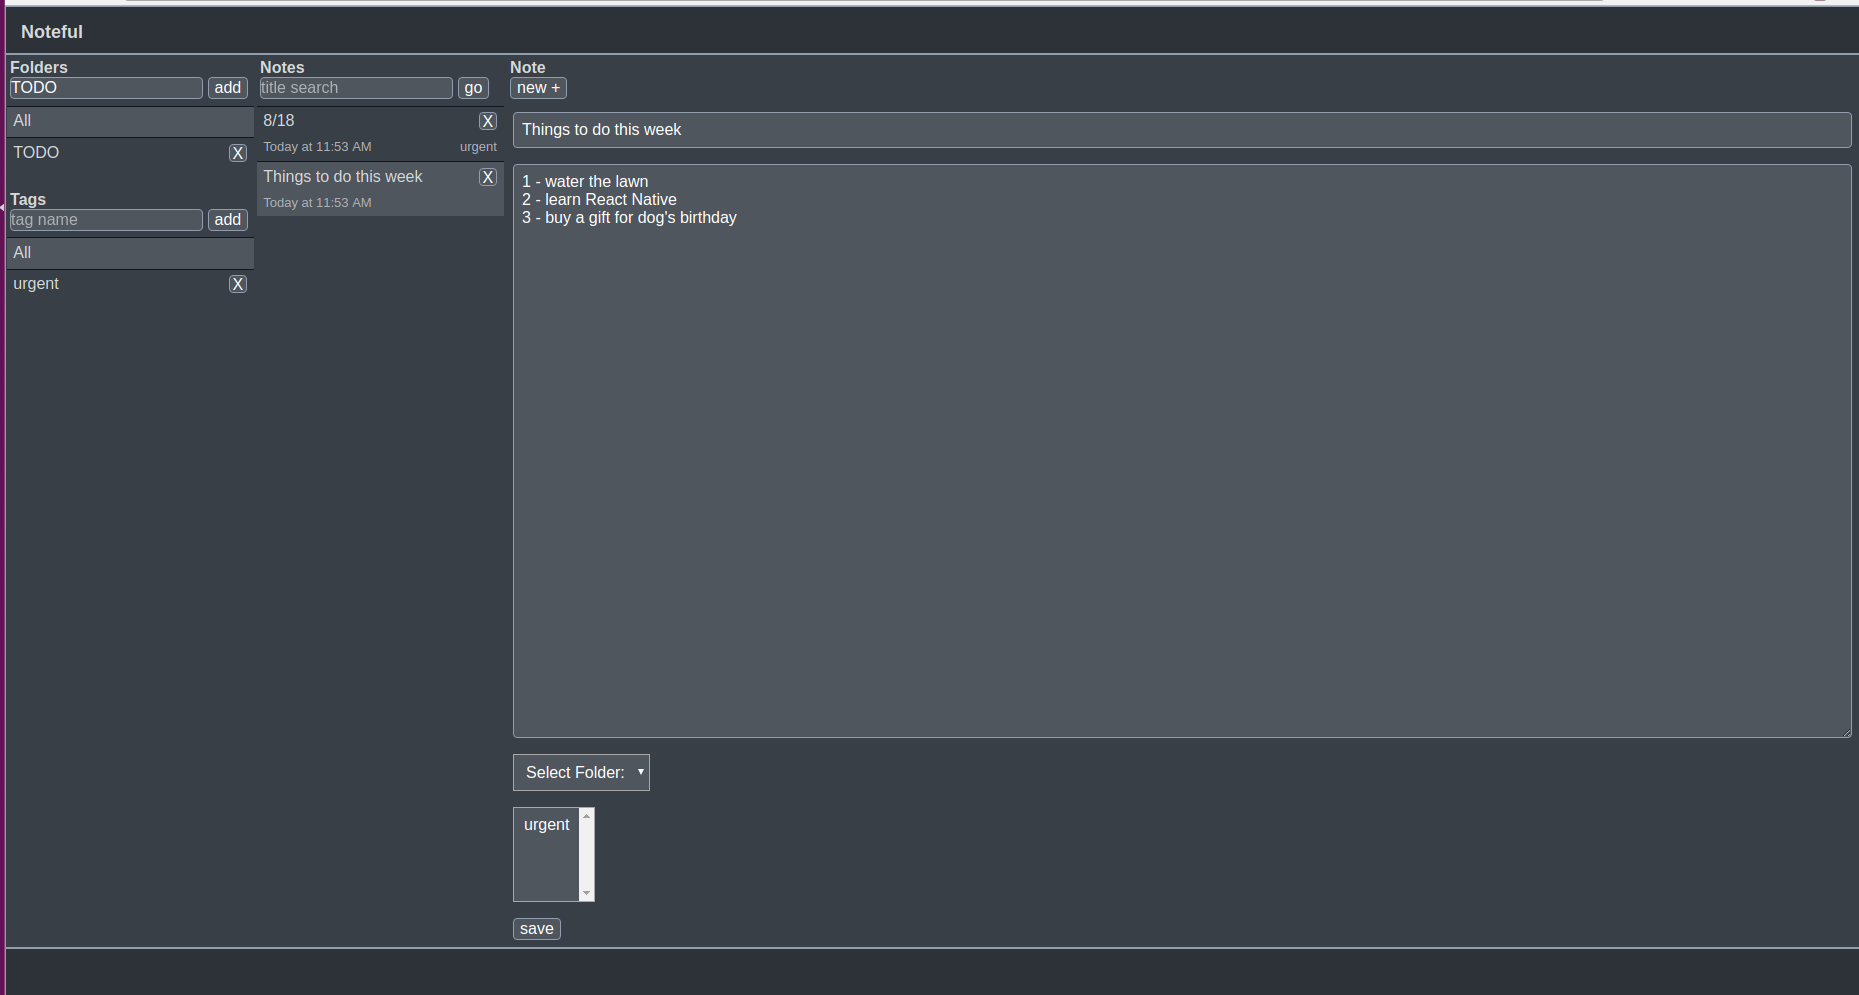 Noteful
Folders
TODO
add
All
TODO
X
Tags
tag name
add
All
urgent
X
Notes
title search
go
8/18
X
Today at 11:53 AM
urgent
Things to do this week
X
Today at 11:53 AM
Note
new +
Things to do this week
1 - water the lawn
2 - learn React Native
3 - buy a gift for dog's birthday
Select Folder:
urgent
save